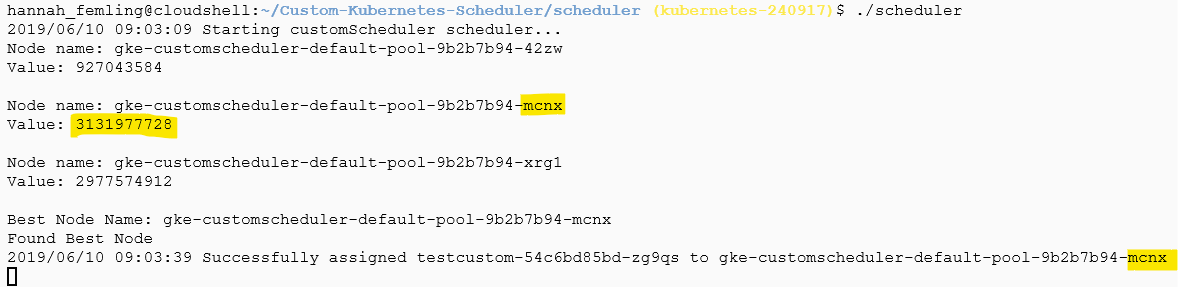 hannah_femling@cloudshell:~/Custom-Kubernetes-Scheduler/scheduler (kubernetes-240917)$ ./scheduler
2019/06/10 09:03:09 Starting customScheduler scheduler...
Node name: gke-customscheduler-default-pool-9b2b7b94-42zw
Value: 927043584
Node name: gke-customscheduler-default-pool-9b2b7b94-mcnx
Value: 3131977728
Node name: gke-customscheduler-default-pool-9b2b7b94-xrg1
Value: 2977574912
Best Node Name: gke-customscheduler-default-pool-9b2b7b94-mcnx
Found Best Node
2019/06/10 09:03:39 Successfully assigned testcustom-54c6bd85bd-zg9qs to gke-customscheduler-default-pool-9b2b7b94-mcnx